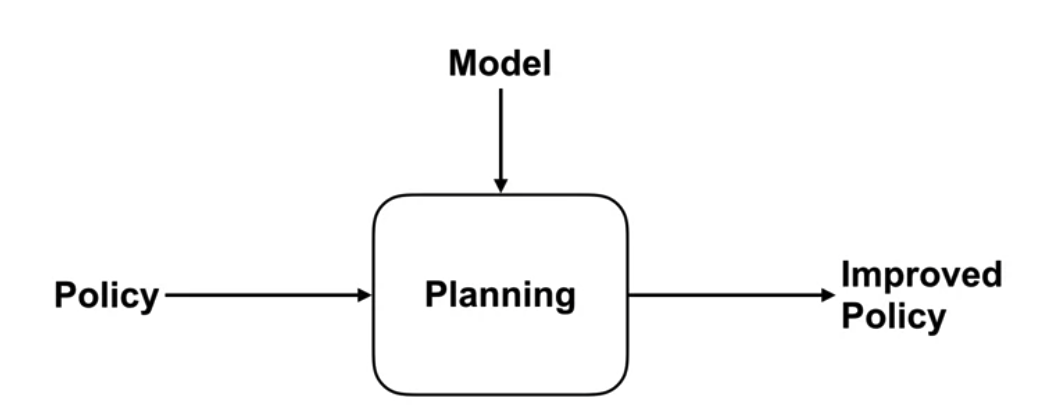 Model
Policy
Planning
Improved
Policy